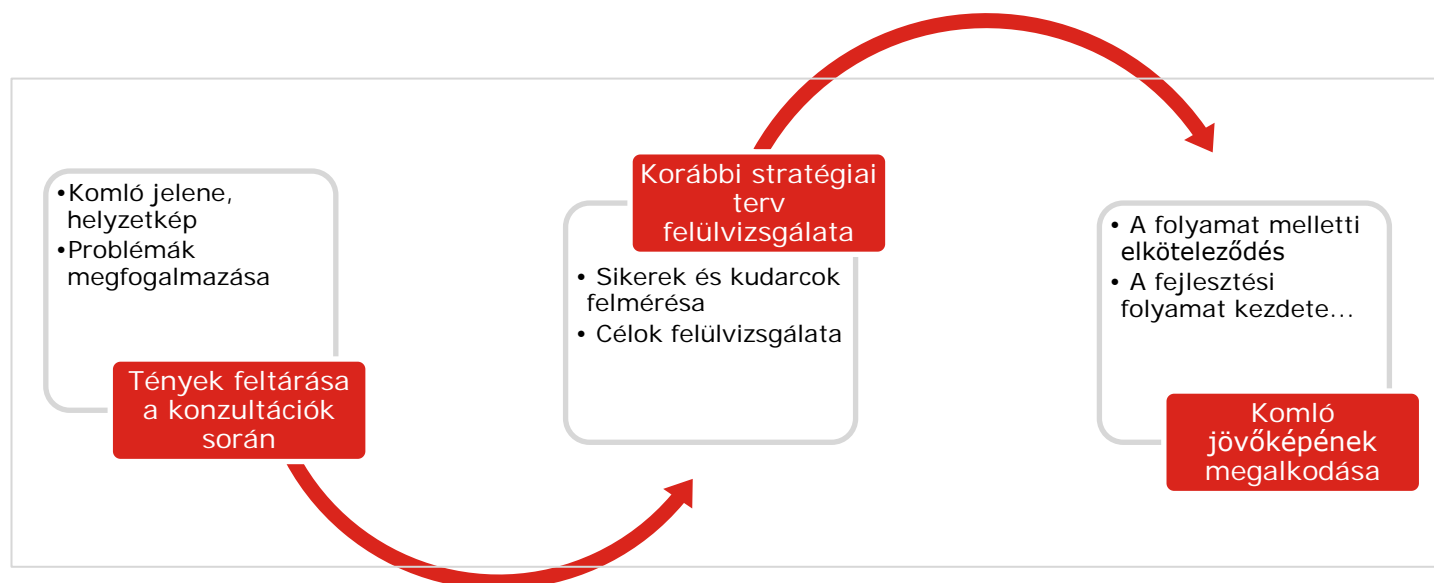 •Komló jelene,
helyzetkép
•Problémák
megfogalmazása
Tények feltárása
a konzultációk
során
Korábbi stratégiai
terv
felülvizsgálata
• Sikerek és kudarcok
felmérésa
• Célok felülvizsgálata
• A folyamat melletti
elköteleződés
• A fejlesztési
folyamat kezdete...
Komló
jövőképének
megalkodása